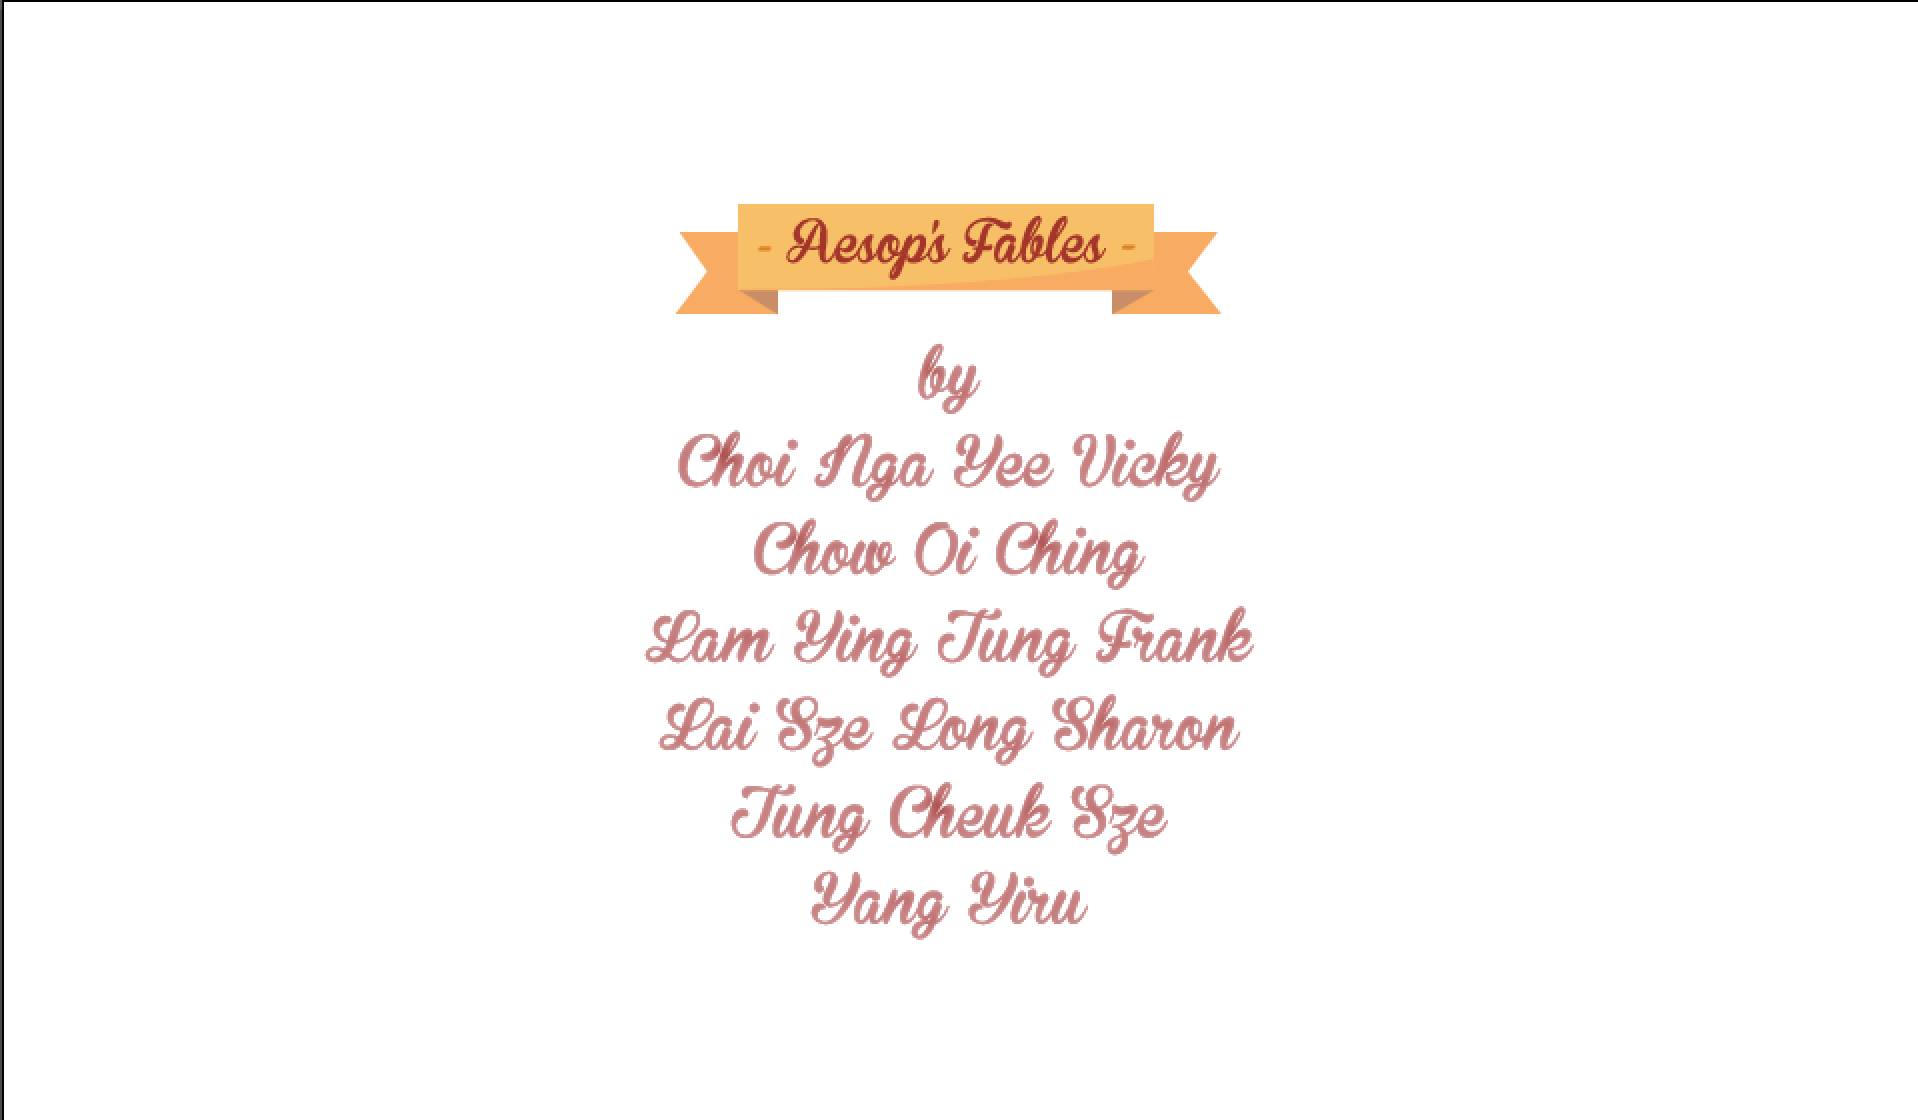 - Aesop's Fables -
by
Choi Nga Yee Vicky
Chow Oi Ching
Lam Ying Tung Frank
Lai Sze Long Sharon
Tung Cheuk Sze
Yang Yiru